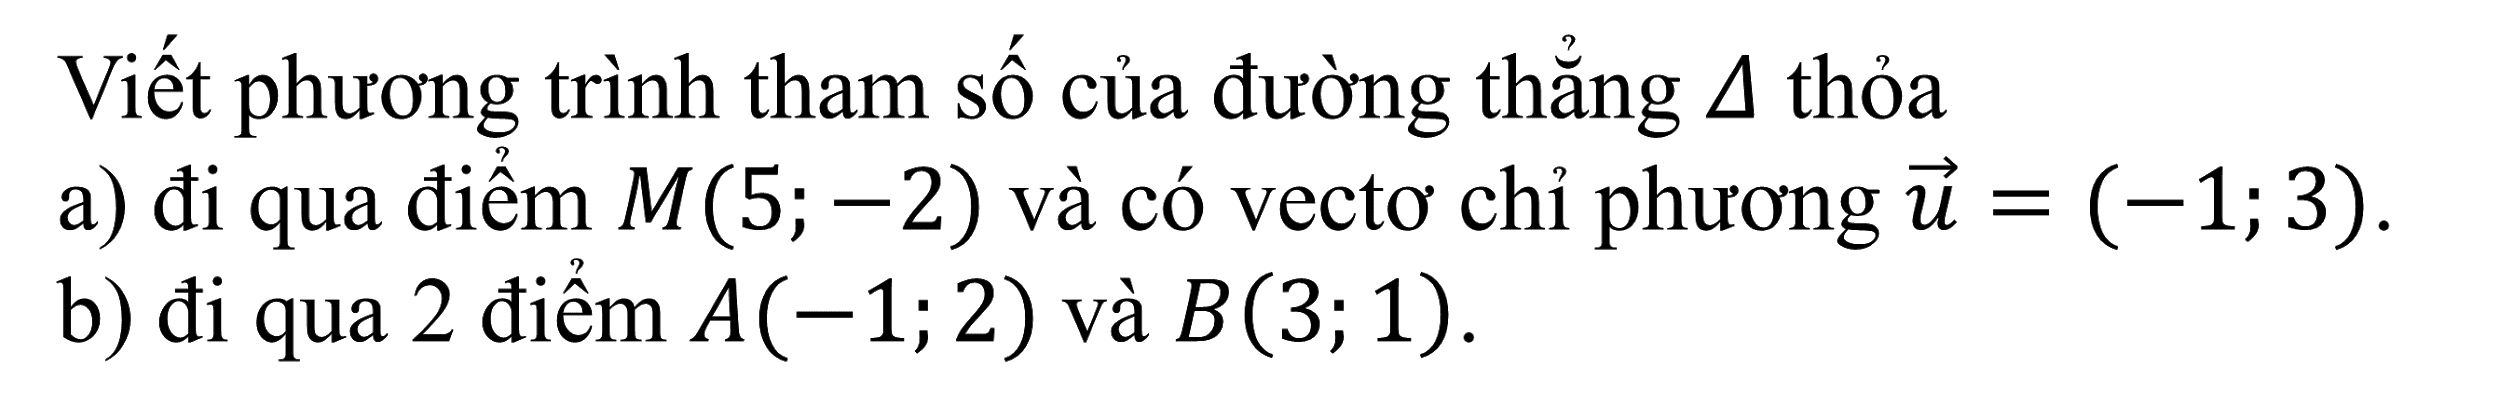 Viết phương trình tham số của đường thẳng Δ thỏa
a) đi qua điểm M(5; −2) và có vectơ chỉ phương \vec{u} = (−1; 3).
b) đi qua 2 điểm A(−1; 2) và B(3; 1).